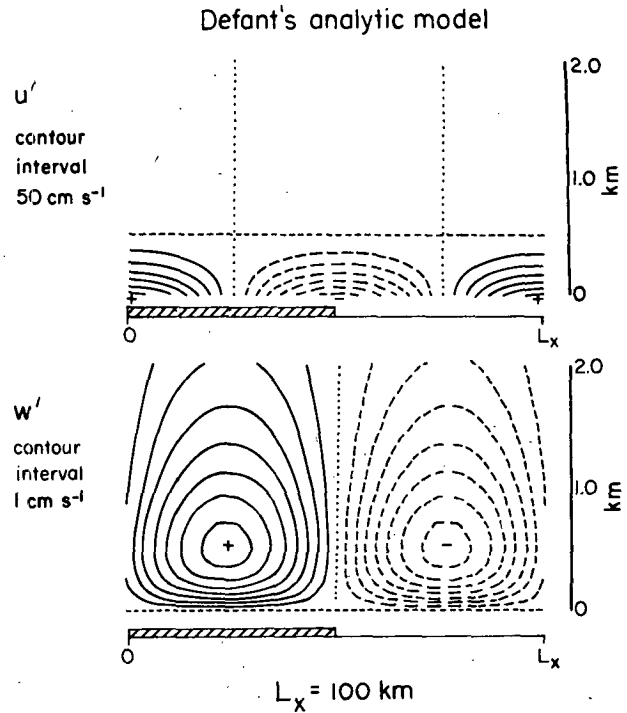 Defant's analytic model
u'
contour
interval
50 cm s⁻¹
2.0
1.0
km
0
+
+
0
Lₓ
w'
contour
interval
1 cm s⁻¹
2.0
1.0
km
0
+
−
0
Lₓ
Lₓ = 100 km